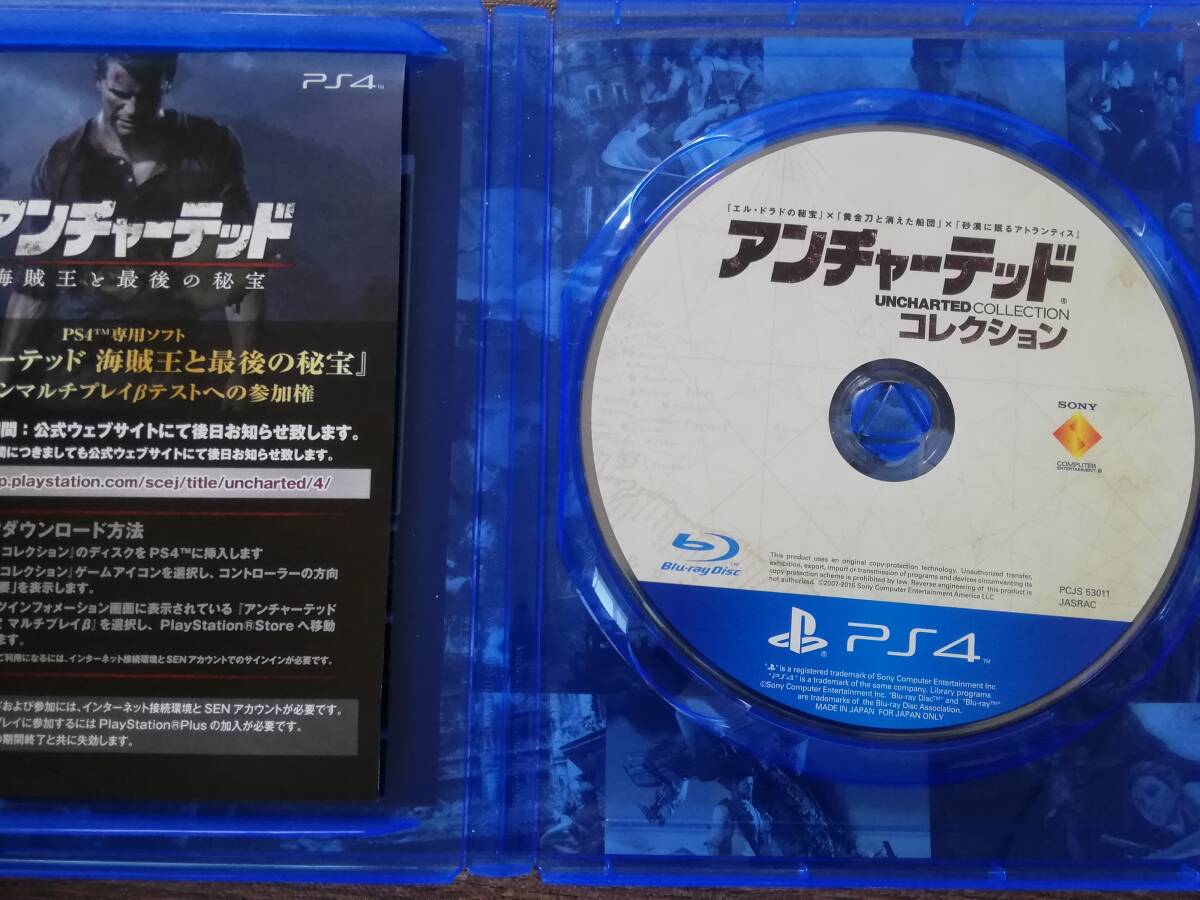 PS4™
アンチャーテッド
海賊王と最後の秘宝
PS4™専用ソフト
ーテッド 海賊王と最後の秘宝』
ンマルチプレイβテストへの参加権
間：公式ウェブサイトにて後日お知らせ致します。
間につきましても公式ウェブサイトにて後日お知らせ致します。
p.playstation.com/scej/title/uncharted/4/
ダウンロード方法
コレクション』のディスクをPS4™に挿入します
コレクション』ゲームアイコンを選択し、コントローラーの方向
要』を表示します。
ツインフォメーション画面に表示されている『アンチャーテッド
マルチプレイβ』を選択し、PlayStation®Storeへ移動
ます。
ご利用になるには、インターネット接続環境とSENアカウントでのサインインが必要です。
および参加には、インターネット接続環境とSENアカウントが必要です。
プレイに参加するにはPlayStation®Plusの加入が必要です。
の期間終了と共に失効します。
『エル・ドラドの秘宝』×『黄金刀と消えた船団』×『砂漠に眠るアトランティス』
アンチャーテッド®
UNCHARTED COLLECTION
コレクション
SONY
COMPUTER
ENTERTAINMENT®
Blu-ray Disc™
This product uses an original copy-protection technology. Unauthorized transfer,
exhibition, export, import or transmission of programs and devices circumventing its
copy-protection scheme is prohibited by law. Reverse engineering of this product is
not authorized. ©2007-2015 Sony Computer Entertainment America LLC
PCJS 53011
JASRAC
PS4™
" " is a registered trademark of Sony Computer Entertainment Inc.
"PS4" is a trademark of the same company. Library programs
©Sony Computer Entertainment Inc. "Blu-ray Disc™" and "Blu-ray™"
are trademarks of the Blu-ray Disc Association.
MADE IN JAPAN FOR JAPAN ONLY